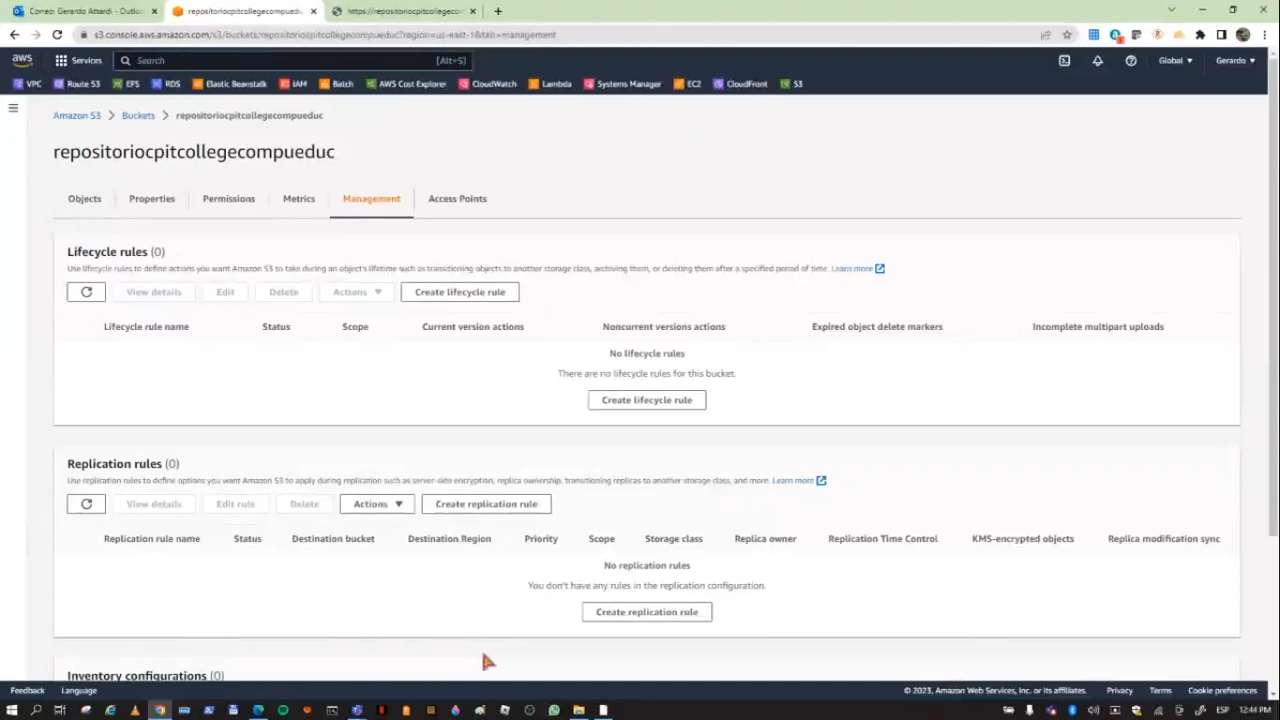 Correo: Gerardo Attardi - Outlo
repositoriocpitcollegecompuedu
https://repositoriocpitcollegeco
s3.console.aws.amazon.com/s3/buckets/repositoriocpitcollegecompueduc?region=us-east-1&tab=management
aws Services Search [Alt+S] Global ▼ Gerardo ▼
VPC Route 53 EFS RDS Elastic Beanstalk IAM Batch AWS Cost Explorer CloudWatch Lambda Systems Manager EC2 CloudFront S3
Amazon S3 > Buckets > repositoriocpitcollegecompueduc
repositoriocpitcollegecompueduc
Objects Properties Permissions Metrics Management Access Points
Lifecycle rules (0)
Use lifecycle rules to define actions you want Amazon S3 to take during an object's lifetime such as transitioning objects to another storage class, archiving them, or deleting them after a specified period of time. Learn more
View details Edit Delete Actions ▼ Create lifecycle rule
Lifecycle rule name Status Scope Current version actions Noncurrent versions actions Expired object delete markers Incomplete multipart uploads
No lifecycle rules
There are no lifecycle rules for this bucket.
Create lifecycle rule
Replication rules (0)
Use replication rules to define options you want Amazon S3 to apply during replication such as server-side encryption, replica ownership, transitioning replicas to another storage class, and more. Learn more
View details Edit rule Delete Actions ▼ Create replication rule
Replication rule name Status Destination bucket Destination Region Priority Scope Storage class Replica owner Replication Time Control KMS-encrypted objects Replica modification sync
No replication rules
You don't have any rules in the replication configuration.
Create replication rule
Inventory configurations (0)
Feedback Language © 2023, Amazon Web Services, Inc. or its affiliates. Privacy Terms Cookie preferences
ESP 12:44 PM